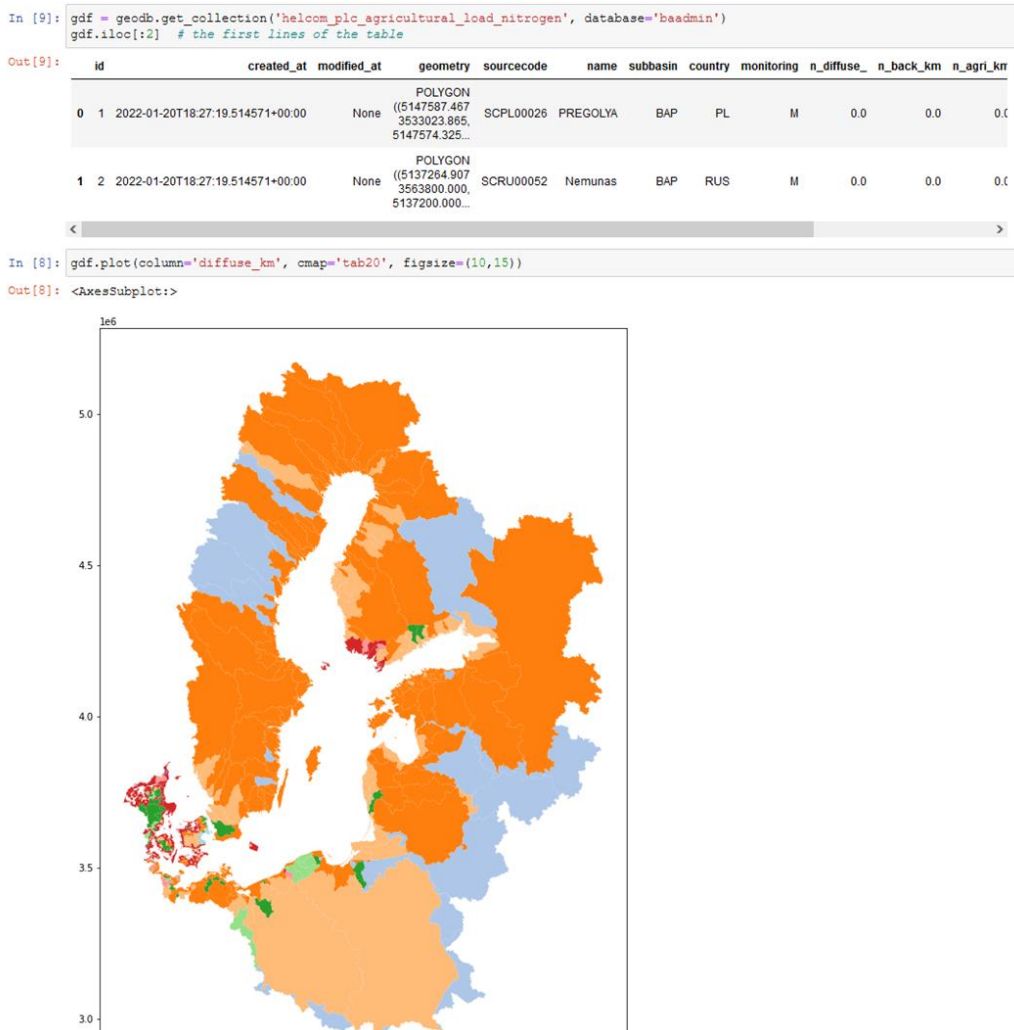 In [9]: gdf = geodb.get_collection('helcom_plc_agricultural_load_nitrogen', database='baadmin')
gdf.iloc[:2]  # the first lines of the table
Out[9]:
id created_at modified_at geometry sourcecode name subbasin country monitoring n_diffuse_ n_back_km n_agri_km
POLYGON
((5147587.467
0 1 2022-01-20T18:27:19.514571+00:00 None 3533023.865, SCPL00026 PREGOLYA BAP PL M 0.0 0.0 0.0
5147574.325...
POLYGON
((5137264.907
1 2 2022-01-20T18:27:19.514571+00:00 None 3563800.000, SCRU00052 Nemunas BAP RUS M 0.0 0.0 0.0
5137200.000...
In [8]: gdf.plot(column='diffuse_km', cmap='tab20', figsize=(10,15))
Out[8]: <AxesSubplot:>
1e6
5.0
4.5
4.0
3.5
3.0